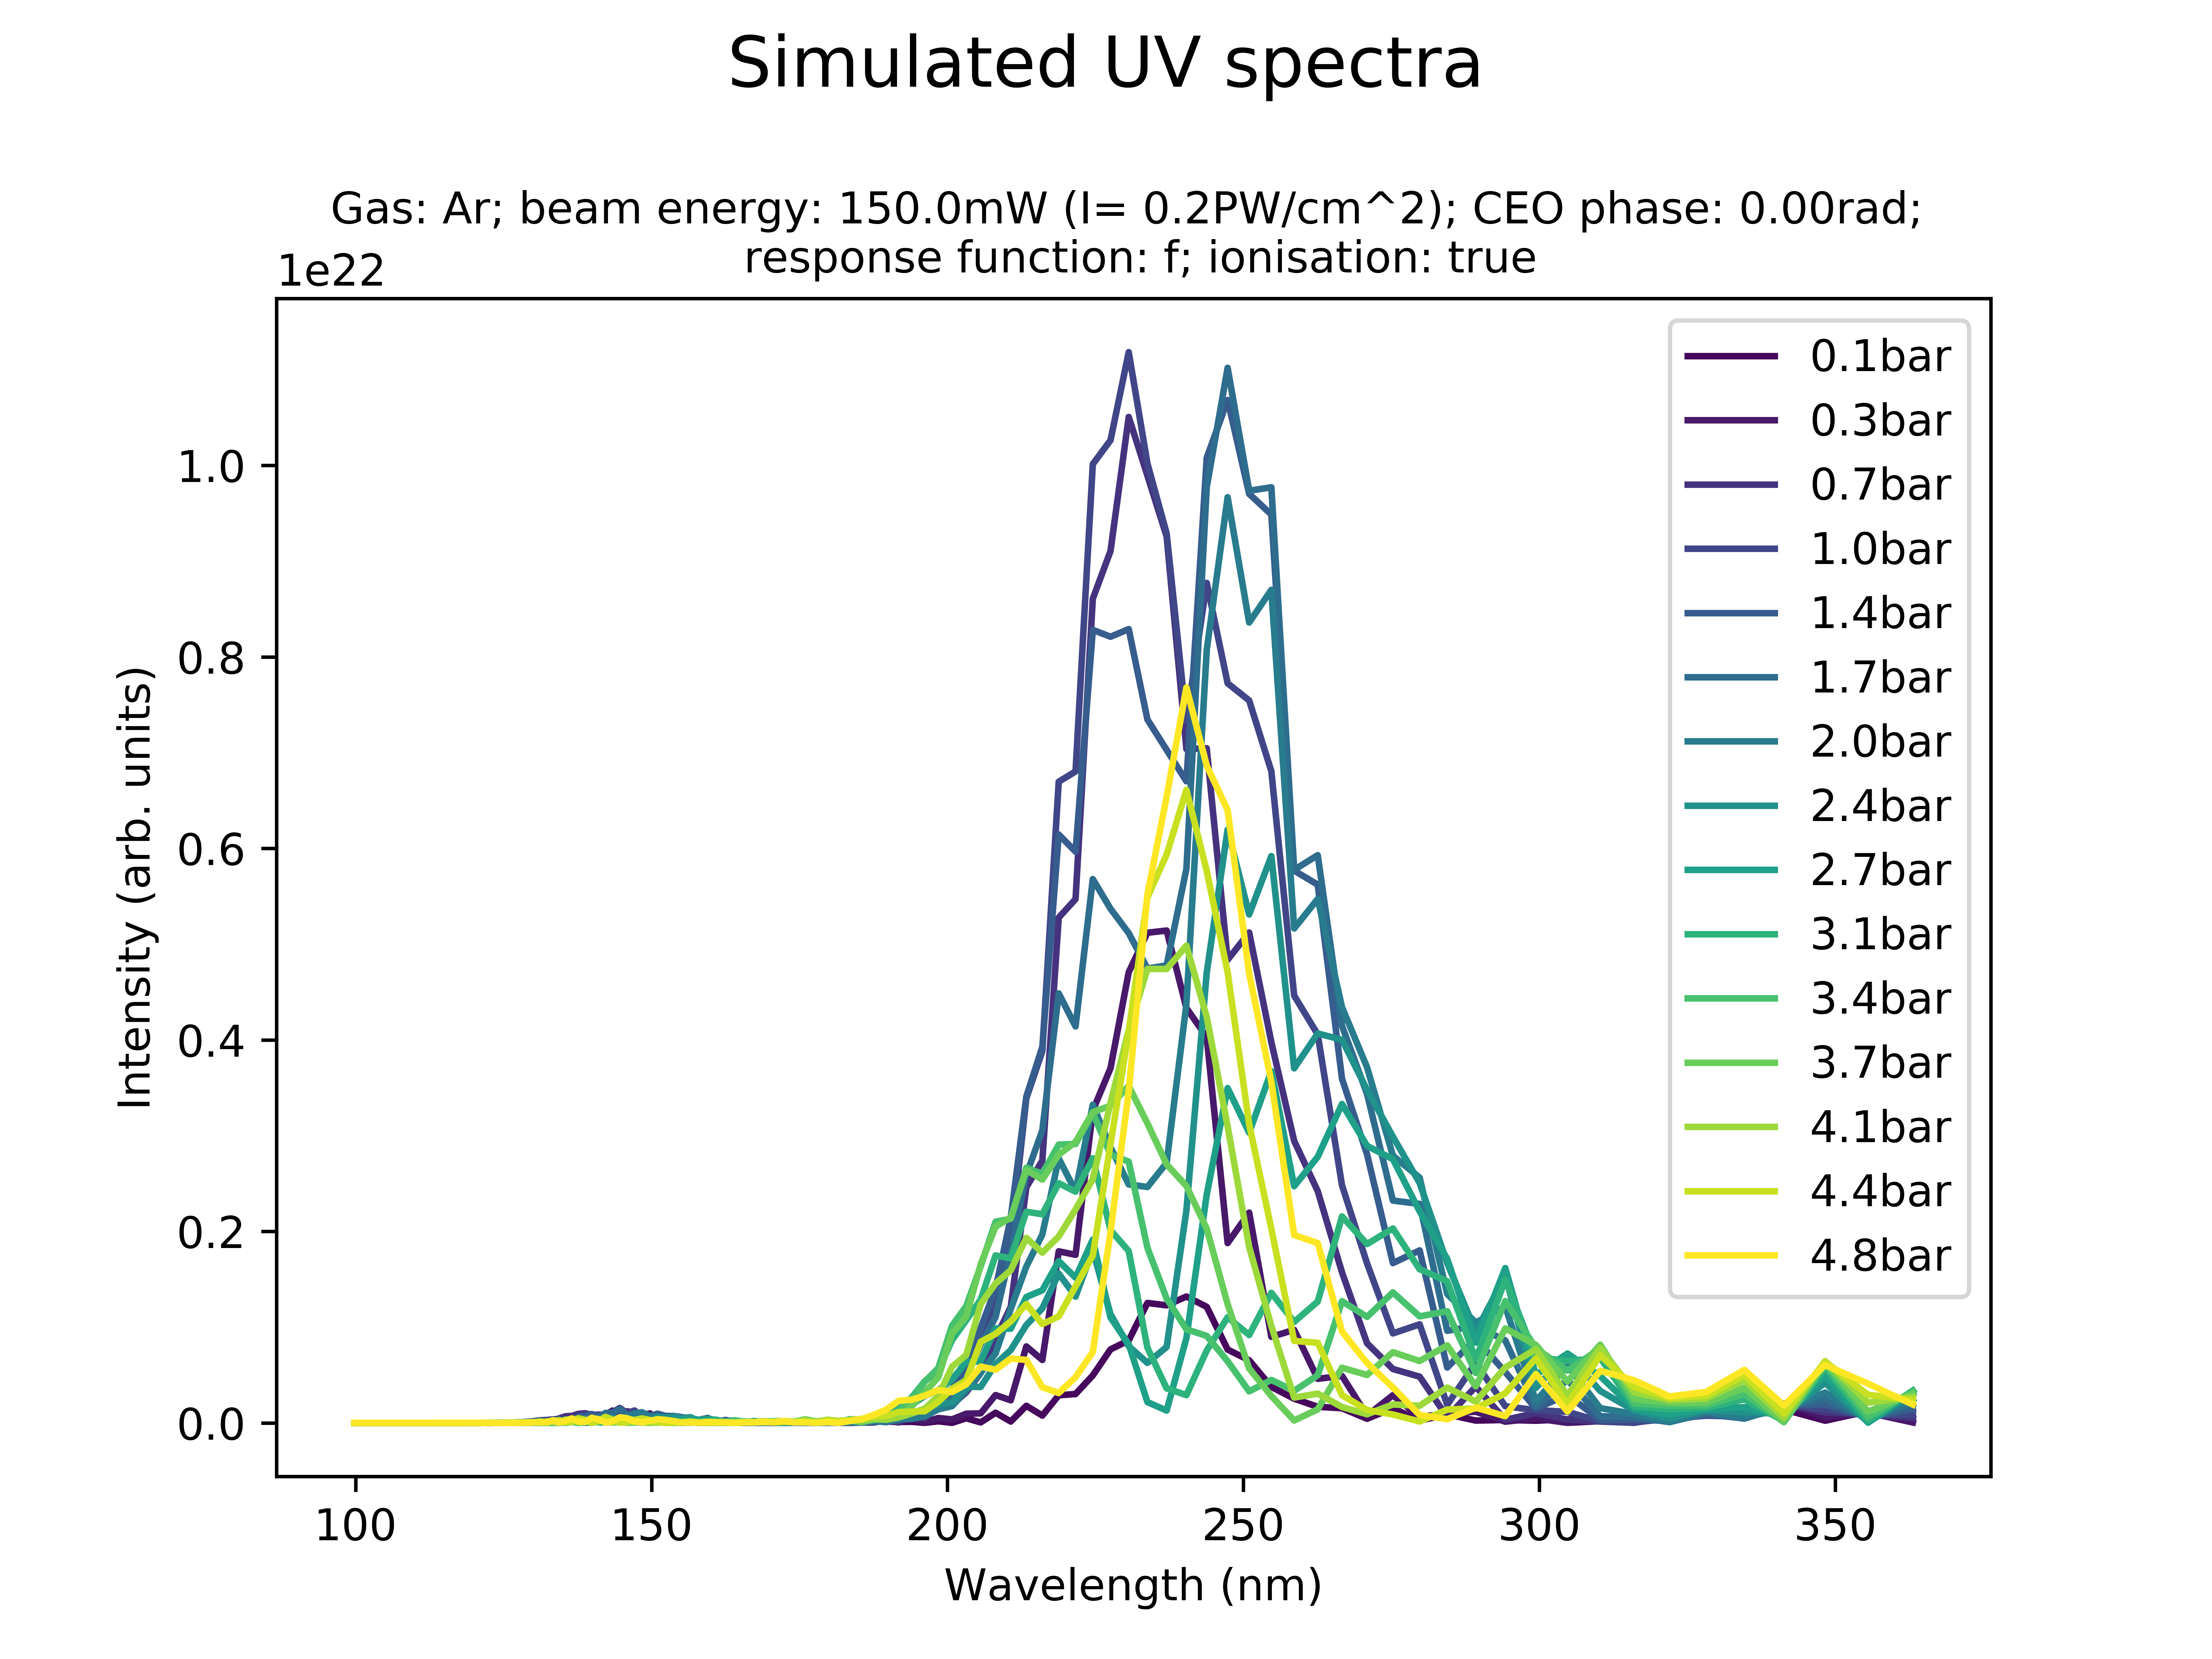 Simulated UV spectra
Gas: Ar; beam energy: 150.0mW (I= 0.2PW/cm^2); CEO phase: 0.00rad;
response function: f; ionisation: true
1e22
1.0
0.8
0.6
0.4
0.2
0.0
Intensity (arb. units)
100 150 200 250 300 350
Wavelength (nm)
0.1bar
0.3bar
0.7bar
1.0bar
1.4bar
1.7bar
2.0bar
2.4bar
2.7bar
3.1bar
3.4bar
3.7bar
4.1bar
4.4bar
4.8bar